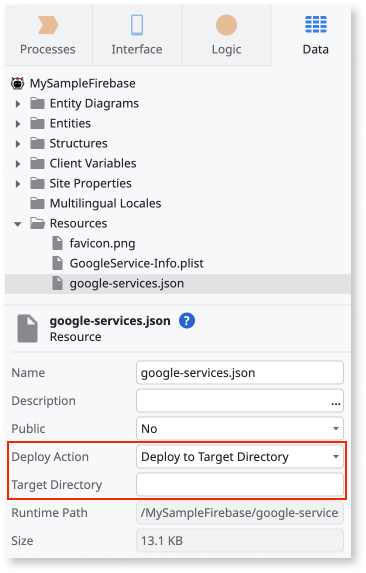 Processes Interface Logic Data
MySampleFirebase
Entity Diagrams
Entities
Structures
Client Variables
Site Properties
Multilingual Locales
Resources
favicon.png
GoogleService-Info.plist
google-services.json
google-services.json ?
Resource
Name google-services.json
Description ...
Public No
Deploy Action Deploy to Target Directory
Target Directory
Runtime Path /MySampleFirebase/google-service
Size 13.1 KB